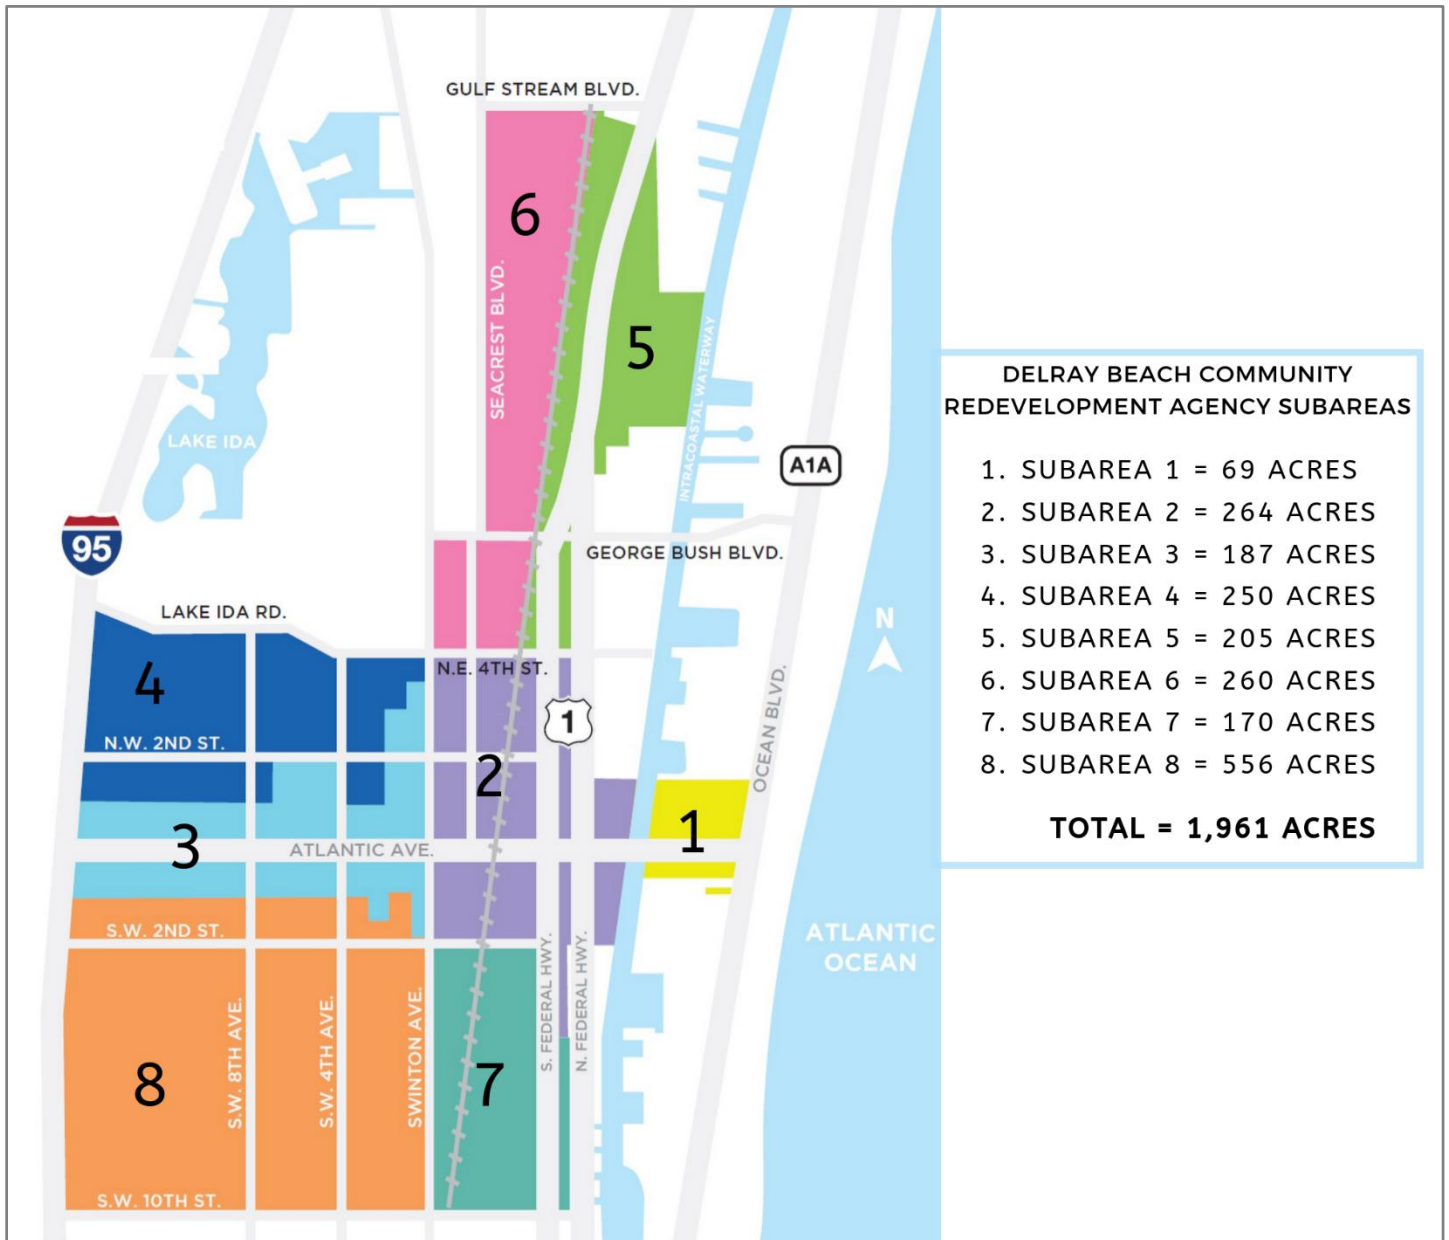 GULF STREAM BLVD.
6
SEACREST BLVD.
5
INTRACOASTAL WATERWAY
LAKE IDA
A1A
95
GEORGE BUSH BLVD.
LAKE IDA RD.
N
4
N.E. 4TH ST.
1
OCEAN BLVD.
N.W. 2ND ST.
2
3
ATLANTIC AVE.
1
S.W. 2ND ST.
ATLANTIC
OCEAN
S. FEDERAL HWY.
N. FEDERAL HWY.
8
S.W. 8TH AVE.
S.W. 4TH AVE.
SWINTON AVE.
7
S.W. 10TH ST.
DELRAY BEACH COMMUNITY
REDEVELOPMENT AGENCY SUBAREAS
1. SUBAREA 1 = 69 ACRES
2. SUBAREA 2 = 264 ACRES
3. SUBAREA 3 = 187 ACRES
4. SUBAREA 4 = 250 ACRES
5. SUBAREA 5 = 205 ACRES
6. SUBAREA 6 = 260 ACRES
7. SUBAREA 7 = 170 ACRES
8. SUBAREA 8 = 556 ACRES
TOTAL = 1,961 ACRES